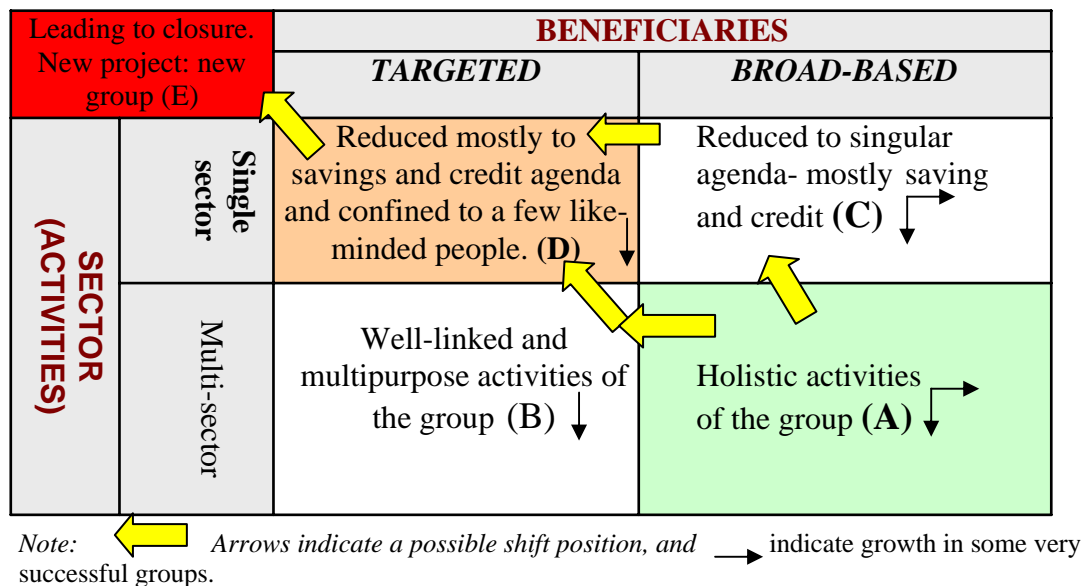 Leading to closure.
New project: new
group (E)
BENEFICIARIES
TARGETED
BROAD-BASED
SECTOR
(ACTIVITIES)
Single
sector
Reduced mostly to
savings and credit agenda
and confined to a few like-
minded people. (D)
Reduced to singular
agenda- mostly saving
and credit (C)
Multi-sector
Well-linked and
multipurpose activities of
the group (B)
Holistic activities
of the group (A)
Note: Arrows indicate a possible shift position, and indicate growth in some very
successful groups.